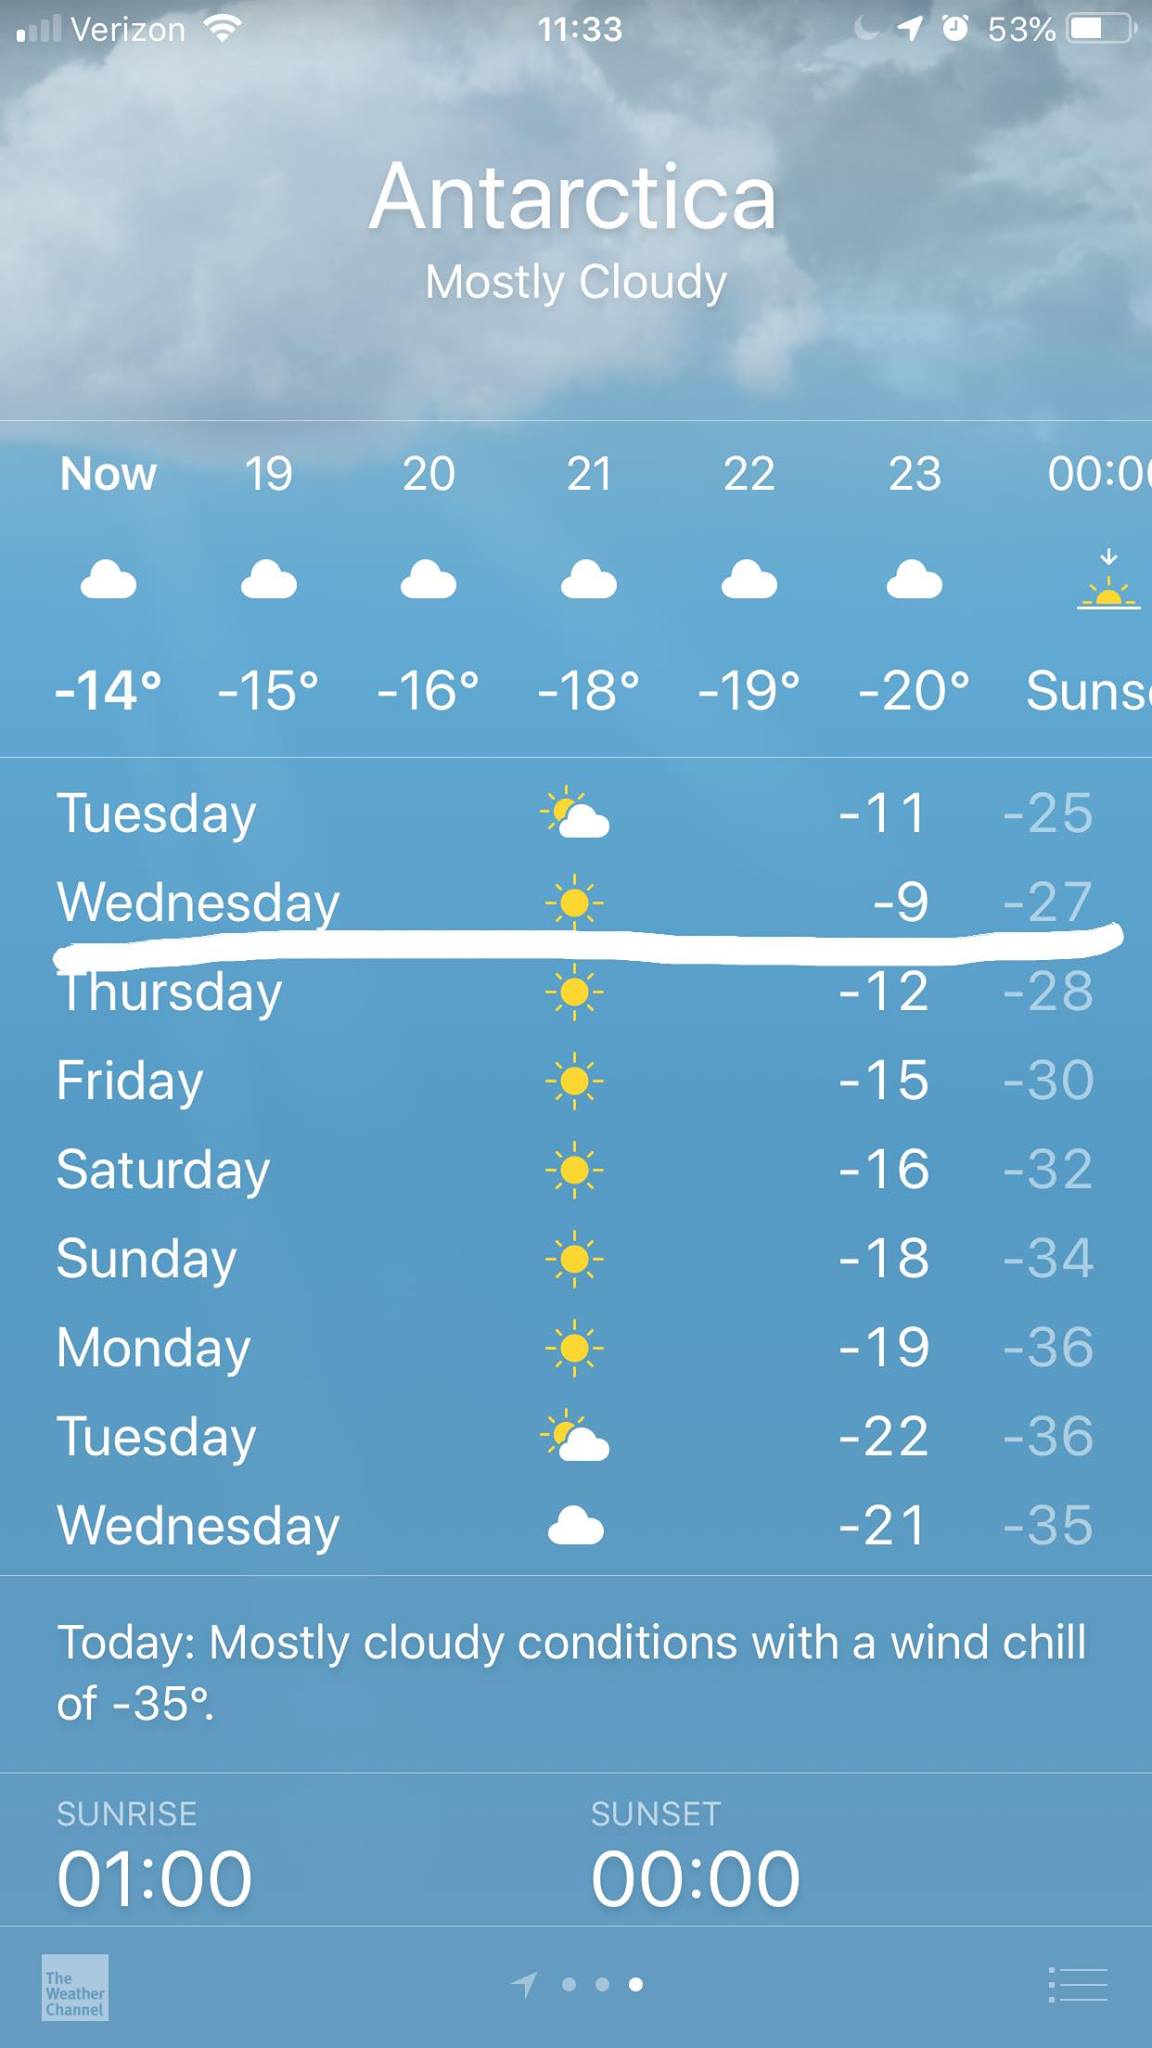 Verizon 11:33 53%
Antarctica
Mostly Cloudy
Now 19 20 21 22 23 00:00
-14° -15° -16° -18° -19° -20° Suns
Tuesday -11 -25
Wednesday -9 -27
Thursday -12 -28
Friday -15 -30
Saturday -16 -32
Sunday -18 -34
Monday -19 -36
Tuesday -22 -36
Wednesday -21 -35
Today: Mostly cloudy conditions with a wind chill
of -35°.
SUNRISE SUNSET
01:00 00:00
The
Weather
Channel